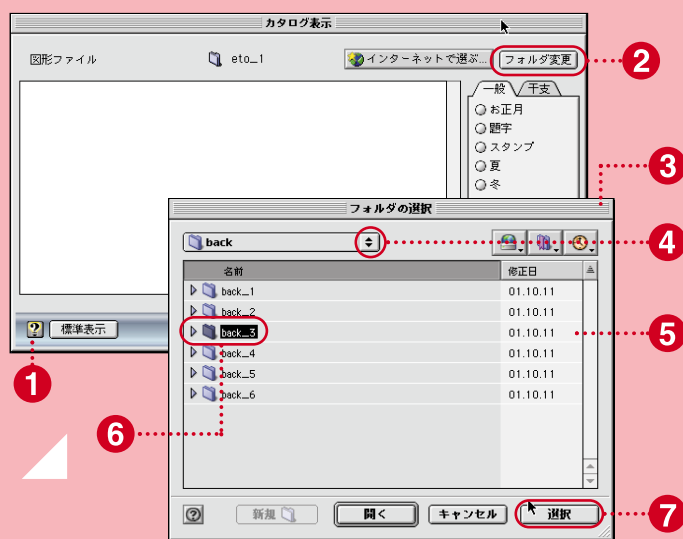 カタログ表示
図形ファイル eto_1 インターネットで選ぶ... フォルダ変更 2
一般 干支
お正月
題字
スタンプ
夏
冬
3
フォルダの選択
back 4
名前 修正日
back_1 01.10.11
back_2 01.10.11
back_3 01.10.11 5
back_4 01.10.11
back_5 01.10.11
back_6 01.10.11
? 標準表示
1
6
? 新規 開く キャンセル 選択 7